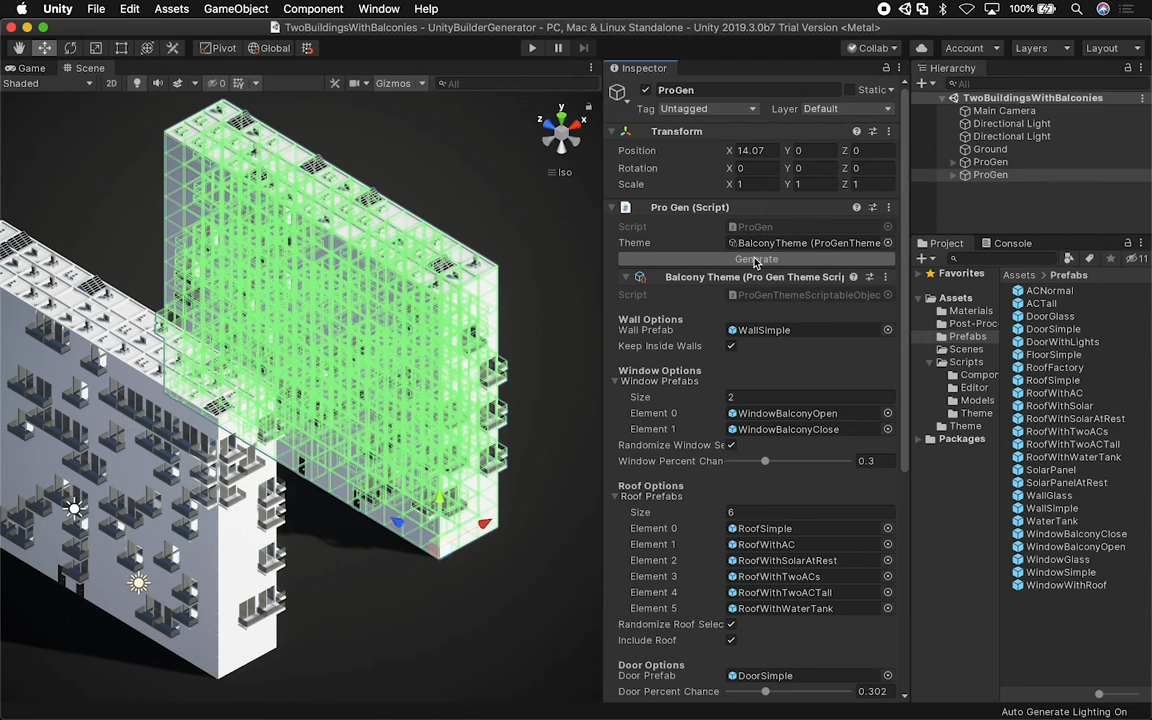 Unity File Edit Assets GameObject Component Window Help 100%
TwoBuildingsWithBalconies - UnityBuilderGenerator - PC, Mac & Linux Standalone - Unity 2019.3.0b7 Trial Version <Metal>
Pivot Global Collab Account Layers Layout
Game Scene
Shaded 2D 0 Gizmos All
y
z x
Iso
Inspector
ProGen Static
Tag Untagged Layer Default
Transform
Position X 14.07 Y 0 Z 0
Rotation X 0 Y 0 Z 0
Scale X 1 Y 1 Z 1
Pro Gen (Script)
Script ProGen
Theme BalconyTheme (ProGenTheme
Generate
Balcony Theme (Pro Gen Theme Scrip
Script ProGenThemeScriptableObjec
Wall Options
Wall Prefab WallSimple
Keep Inside Walls
Window Options
Window Prefabs
Size 2
Element 0 WindowBalconyOpen
Element 1 WindowBalconyClose
Randomize Window Se
Window Percent Chan 0.3
Roof Options
Roof Prefabs
Size 6
Element 0 RoofSimple
Element 1 RoofWithAC
Element 2 RoofWithSolarAtRest
Element 3 RoofWithTwoACs
Element 4 RoofWithTwoACTall
Element 5 RoofWithWaterTank
Randomize Roof Selec
Include Roof
Door Options
Door Prefab DoorSimple
Door Percent Chance 0.302
Hierarchy
All
TwoBuildingsWithBalconies
Main Camera
Directional Light
Directional Light
Ground
ProGen
ProGen
Project Console
11
Favorites
Assets
Materials
Post-Proc
Prefabs
Scenes
Scripts
Compor
Editor
Models
Theme
Theme
Packages
Assets > Prefabs
ACNormal
ACTall
DoorGlass
DoorSimple
DoorWithLights
FloorSimple
RoofFactory
RoofSimple
RoofWithAC
RoofWithSolar
RoofWithSolarAtRest
RoofWithTwoACs
RoofWithTwoACTall
RoofWithWaterTank
SolarPanel
SolarPanelAtRest
WallGlass
WallSimple
WaterTank
WindowBalconyClose
WindowBalconyOpen
WindowGlass
WindowSimple
WindowWithRoof
Auto Generate Lighting On